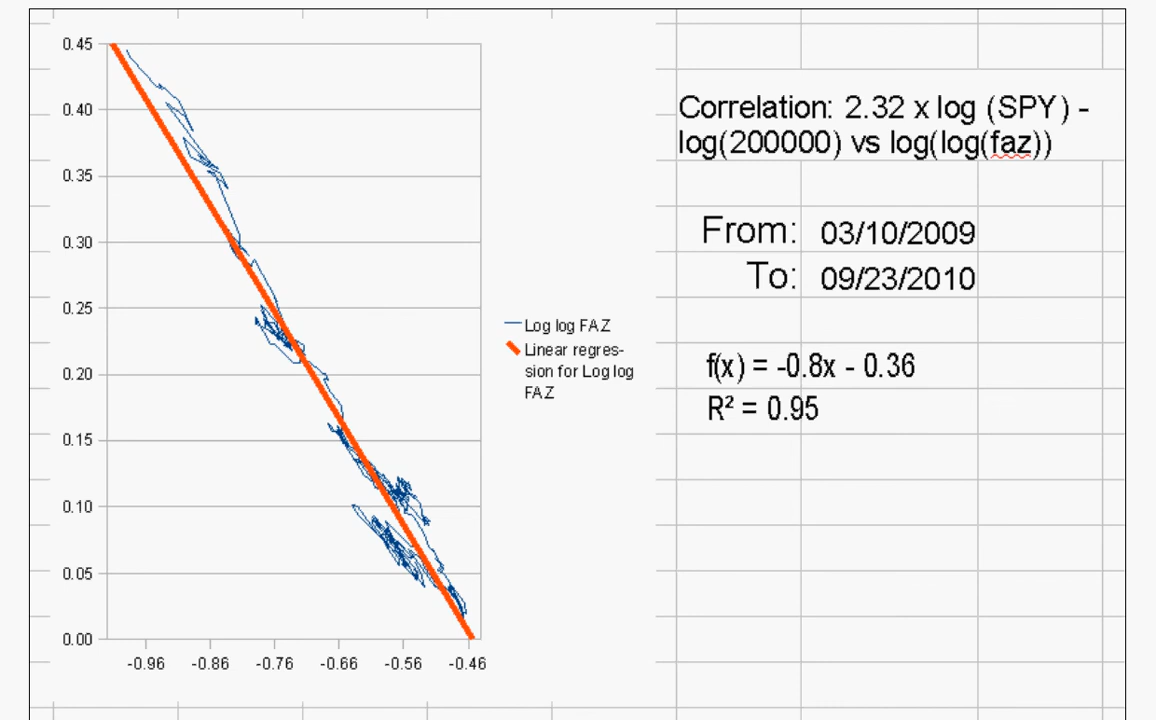 0.45
0.40
0.35
0.30
0.25
0.20
0.15
0.10
0.05
0.00
-0.96 -0.86 -0.76 -0.66 -0.56 -0.46
Log log FAZ
Linear regres-
sion for Log log
FAZ
Correlation: 2.32 x log (SPY) -
log(200000) vs log(log(faz))
From: 03/10/2009
To: 09/23/2010
f(x) = -0.8x - 0.36
R² = 0.95